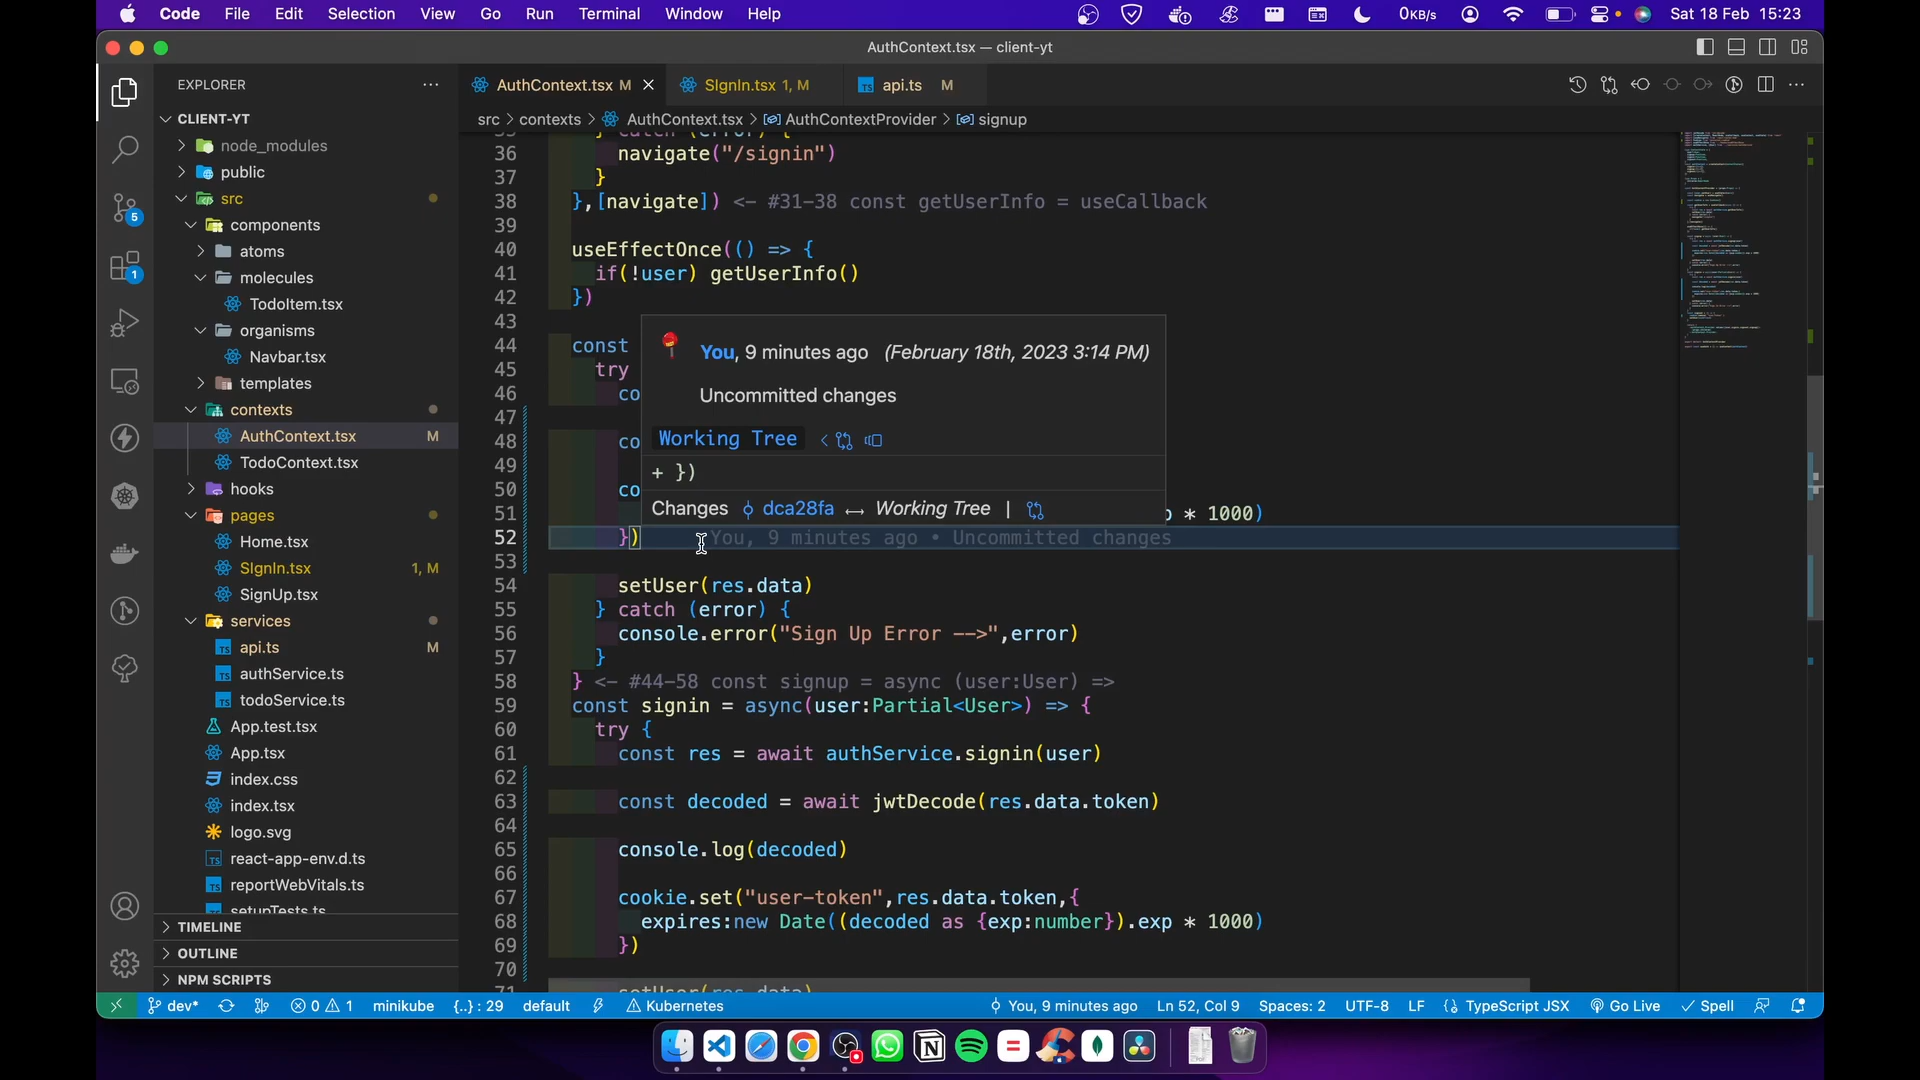 Code File Edit Selection View Go Run Terminal Window Help 0KB/s Sat 18 Feb 15:23
AuthContext.tsx — client-yt
EXPLORER
AuthContext.tsx M
SIgnIn.tsx 1, M
api.ts M
src > contexts > AuthContext.tsx > AuthContextProvider > signup
CLIENT-YT
node_modules
public
src
components
atoms
molecules
TodoItem.tsx
organisms
Navbar.tsx
templates
contexts
AuthContext.tsx M
TodoContext.tsx
hooks
pages
Home.tsx
SIgnIn.tsx 1, M
SignUp.tsx
services
api.ts M
authService.ts
todoService.ts
App.test.tsx
App.tsx
index.css
index.tsx
logo.svg
react-app-env.d.ts
reportWebVitals.ts
setupTests.ts
TIMELINE
OUTLINE
NPM SCRIPTS
5
1
35 } catch (error) {
36 navigate("/signin")
37 }
38 },[navigate]) <- #31-38 const getUserInfo = useCallback
39
40 useEffectOnce(() => {
41 if(!user) getUserInfo()
42 })
43
44 const
45 try
46 co
47
48 co
49
50 co
51 * 1000)
52 }) You, 9 minutes ago • Uncommitted changes
53
54 setUser(res.data)
55 } catch (error) {
56 console.error("Sign Up Error -->",error)
57 }
58 } <- #44-58 const signup = async (user:User) =>
59 const signin = async(user:Partial<User>) => {
60 try {
61 const res = await authService.signin(user)
62
63 const decoded = await jwtDecode(res.data.token)
64
65 console.log(decoded)
66
67 cookie.set("user-token",res.data.token,{
68 expires:new Date((decoded as {exp:number}).exp * 1000)
69 })
70
71 setUser(res.data)
You, 9 minutes ago (February 18th, 2023 3:14 PM)
Uncommitted changes
Working Tree
+ })
Changes dca28fa ↔ Working Tree |
dev* 0 1 minikube {..} : 29 default Kubernetes You, 9 minutes ago Ln 52, Col 9 Spaces: 2 UTF-8 LF TypeScript JSX Go Live Spell